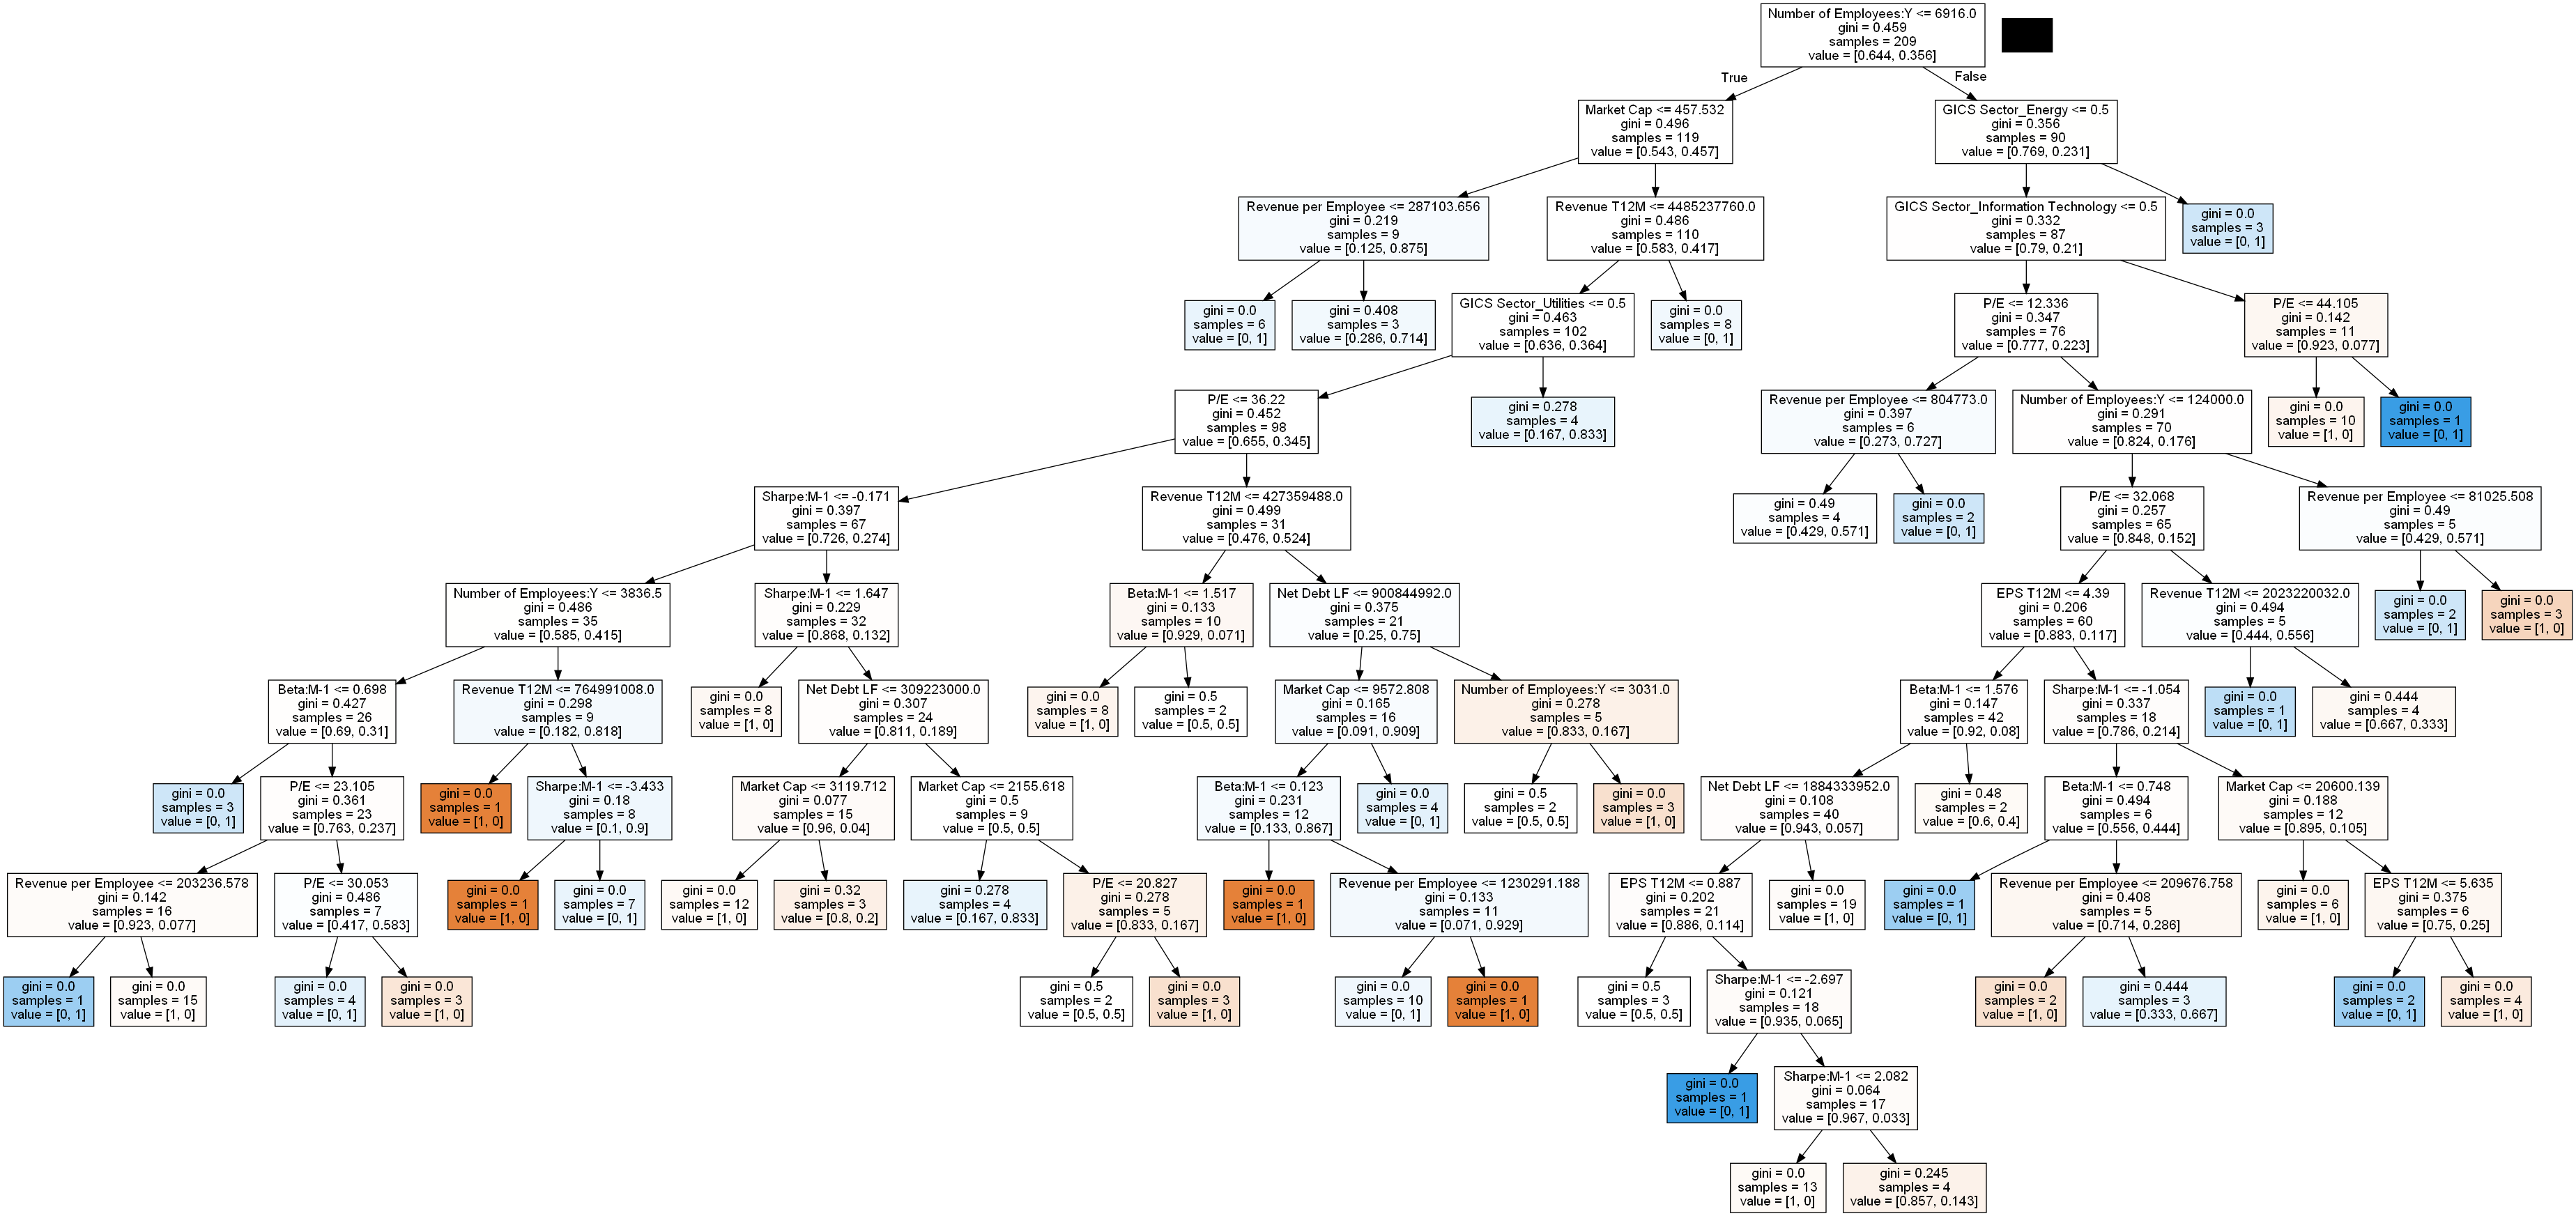 Number of Employees:Y <= 6916.0
gini = 0.459
samples = 209
value = [0.644, 0.356]
True
False
Market Cap <= 457.532
gini = 0.496
samples = 119
value = [0.543, 0.457]
GICS Sector_Energy <= 0.5
gini = 0.356
samples = 90
value = [0.769, 0.231]
Revenue per Employee <= 287103.656
gini = 0.219
samples = 9
value = [0.125, 0.875]
Revenue T12M <= 4485237760.0
gini = 0.486
samples = 110
value = [0.583, 0.417]
GICS Sector_Information Technology <= 0.5
gini = 0.332
samples = 87
value = [0.79, 0.21]
gini = 0.0
samples = 3
value = [0, 1]
gini = 0.0
samples = 6
value = [0, 1]
gini = 0.408
samples = 3
value = [0.286, 0.714]
GICS Sector_Utilities <= 0.5
gini = 0.463
samples = 102
value = [0.636, 0.364]
gini = 0.0
samples = 8
value = [0, 1]
P/E <= 12.336
gini = 0.347
samples = 76
value = [0.777, 0.223]
P/E <= 44.105
gini = 0.142
samples = 11
value = [0.923, 0.077]
P/E <= 36.22
gini = 0.452
samples = 98
value = [0.655, 0.345]
gini = 0.278
samples = 4
value = [0.167, 0.833]
Revenue per Employee <= 804773.0
gini = 0.397
samples = 6
value = [0.273, 0.727]
Number of Employees:Y <= 124000.0
gini = 0.291
samples = 70
value = [0.824, 0.176]
gini = 0.0
samples = 10
value = [1, 0]
gini = 0.0
samples = 1
value = [0, 1]
Sharpe:M-1 <= -0.171
gini = 0.397
samples = 67
value = [0.726, 0.274]
Revenue T12M <= 427359488.0
gini = 0.499
samples = 31
value = [0.476, 0.524]
gini = 0.49
samples = 4
value = [0.429, 0.571]
gini = 0.0
samples = 2
value = [0, 1]
P/E <= 32.068
gini = 0.257
samples = 65
value = [0.848, 0.152]
Revenue per Employee <= 81025.508
gini = 0.49
samples = 5
value = [0.429, 0.571]
Number of Employees:Y <= 3836.5
gini = 0.486
samples = 35
value = [0.585, 0.415]
Sharpe:M-1 <= 1.647
gini = 0.229
samples = 32
value = [0.868, 0.132]
Beta:M-1 <= 1.517
gini = 0.133
samples = 10
value = [0.929, 0.071]
Net Debt LF <= 900844992.0
gini = 0.375
samples = 21
value = [0.25, 0.75]
EPS T12M <= 4.39
gini = 0.206
samples = 60
value = [0.883, 0.117]
Revenue T12M <= 2023220032.0
gini = 0.494
samples = 5
value = [0.444, 0.556]
gini = 0.0
samples = 2
value = [0, 1]
gini = 0.0
samples = 3
value = [1, 0]
Beta:M-1 <= 0.698
gini = 0.427
samples = 26
value = [0.69, 0.31]
Revenue T12M <= 764991008.0
gini = 0.298
samples = 9
value = [0.182, 0.818]
gini = 0.0
samples = 8
value = [1, 0]
Net Debt LF <= 309223000.0
gini = 0.307
samples = 24
value = [0.811, 0.189]
gini = 0.0
samples = 8
value = [1, 0]
gini = 0.5
samples = 2
value = [0.5, 0.5]
Market Cap <= 9572.808
gini = 0.165
samples = 16
value = [0.091, 0.909]
Number of Employees:Y <= 3031.0
gini = 0.278
samples = 5
value = [0.833, 0.167]
Beta:M-1 <= 1.576
gini = 0.147
samples = 42
value = [0.92, 0.08]
Sharpe:M-1 <= -1.054
gini = 0.337
samples = 18
value = [0.786, 0.214]
gini = 0.0
samples = 1
value = [0, 1]
gini = 0.444
samples = 4
value = [0.667, 0.333]
gini = 0.0
samples = 3
value = [0, 1]
P/E <= 23.105
gini = 0.361
samples = 23
value = [0.763, 0.237]
gini = 0.0
samples = 1
value = [1, 0]
Sharpe:M-1 <= -3.433
gini = 0.18
samples = 8
value = [0.1, 0.9]
Market Cap <= 3119.712
gini = 0.077
samples = 15
value = [0.96, 0.04]
Market Cap <= 2155.618
gini = 0.5
samples = 9
value = [0.5, 0.5]
Beta:M-1 <= 0.123
gini = 0.231
samples = 12
value = [0.133, 0.867]
gini = 0.0
samples = 4
value = [0, 1]
gini = 0.5
samples = 2
value = [0.5, 0.5]
gini = 0.0
samples = 3
value = [1, 0]
Net Debt LF <= 1884333952.0
gini = 0.108
samples = 40
value = [0.943, 0.057]
gini = 0.48
samples = 2
value = [0.6, 0.4]
Beta:M-1 <= 0.748
gini = 0.494
samples = 6
value = [0.556, 0.444]
Market Cap <= 20600.139
gini = 0.188
samples = 12
value = [0.895, 0.105]
Revenue per Employee <= 203236.578
gini = 0.142
samples = 16
value = [0.923, 0.077]
P/E <= 30.053
gini = 0.486
samples = 7
value = [0.417, 0.583]
gini = 0.0
samples = 1
value = [1, 0]
gini = 0.0
samples = 7
value = [0, 1]
gini = 0.0
samples = 12
value = [1, 0]
gini = 0.32
samples = 3
value = [0.8, 0.2]
gini = 0.278
samples = 4
value = [0.167, 0.833]
P/E <= 20.827
gini = 0.278
samples = 5
value = [0.833, 0.167]
gini = 0.0
samples = 1
value = [1, 0]
Revenue per Employee <= 1230291.188
gini = 0.133
samples = 11
value = [0.071, 0.929]
EPS T12M <= 0.887
gini = 0.202
samples = 21
value = [0.886, 0.114]
gini = 0.0
samples = 19
value = [1, 0]
gini = 0.0
samples = 1
value = [0, 1]
Revenue per Employee <= 209676.758
gini = 0.408
samples = 5
value = [0.714, 0.286]
gini = 0.0
samples = 6
value = [1, 0]
EPS T12M <= 5.635
gini = 0.375
samples = 6
value = [0.75, 0.25]
gini = 0.0
samples = 1
value = [0, 1]
gini = 0.0
samples = 15
value = [1, 0]
gini = 0.0
samples = 4
value = [0, 1]
gini = 0.0
samples = 3
value = [1, 0]
gini = 0.5
samples = 2
value = [0.5, 0.5]
gini = 0.0
samples = 3
value = [1, 0]
gini = 0.0
samples = 10
value = [0, 1]
gini = 0.0
samples = 1
value = [1, 0]
gini = 0.5
samples = 3
value = [0.5, 0.5]
Sharpe:M-1 <= -2.697
gini = 0.121
samples = 18
value = [0.935, 0.065]
gini = 0.0
samples = 2
value = [1, 0]
gini = 0.444
samples = 3
value = [0.333, 0.667]
gini = 0.0
samples = 2
value = [0, 1]
gini = 0.0
samples = 4
value = [1, 0]
gini = 0.0
samples = 1
value = [0, 1]
Sharpe:M-1 <= 2.082
gini = 0.064
samples = 17
value = [0.967, 0.033]
gini = 0.0
samples = 13
value = [1, 0]
gini = 0.245
samples = 4
value = [0.857, 0.143]